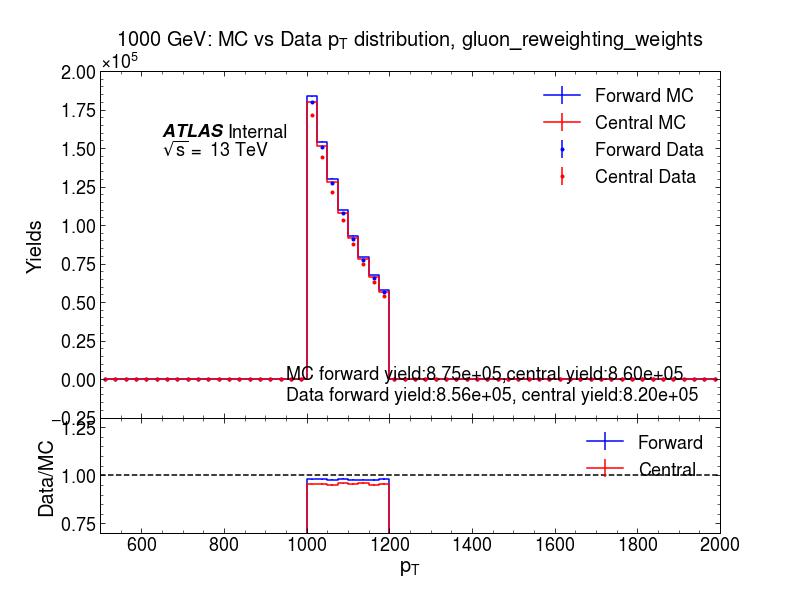 1000 GeV: MC vs Data pT distribution, gluon_reweighting_weights
×10⁵
2.00
1.75
1.50
1.25
1.00
0.75
0.50
0.25
0.00
−0.25
Yields
ATLAS Internal
√s = 13 TeV
Forward MC
Central MC
Forward Data
Central Data
MC forward yield:8.75e+05,central yield:8.60e+05
Data forward yield:8.56e+05, central yield:8.20e+05
1.25
1.00
0.75
Data/MC
Forward
Central
600 800 1000 1200 1400 1600 1800 2000
pT